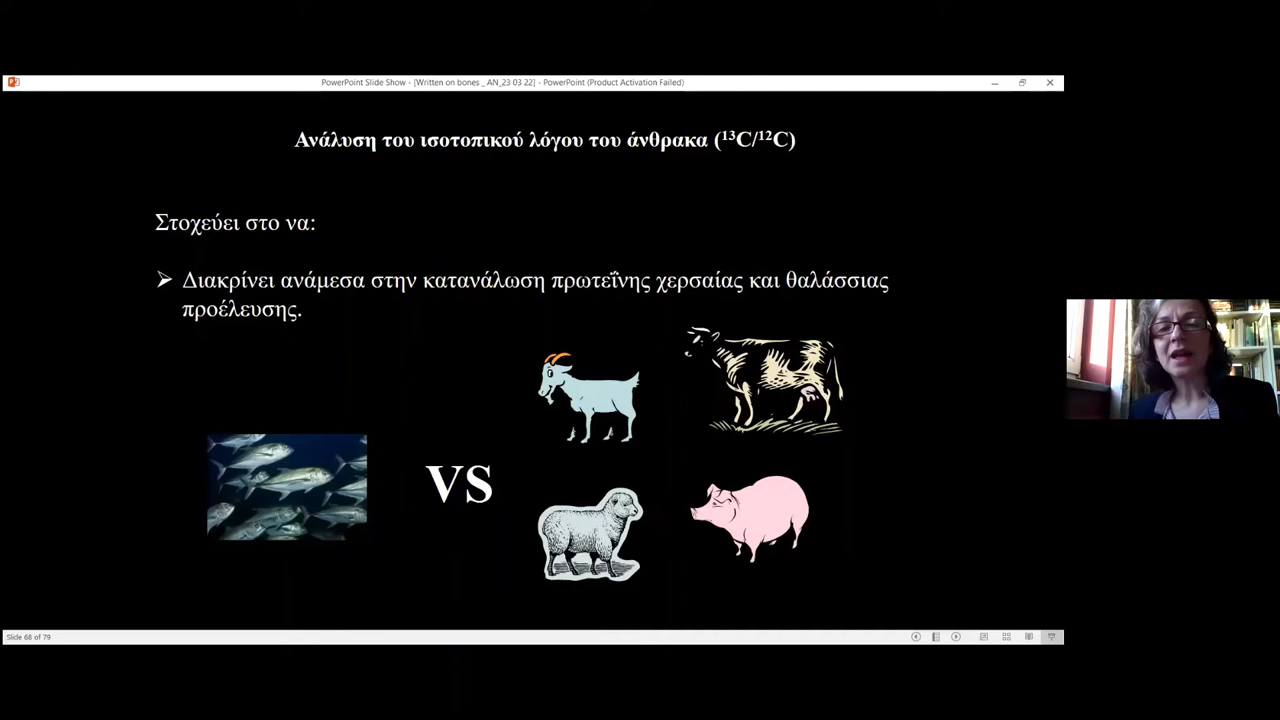 PowerPoint Slide Show - [Written on bones _ AN_23 03 22] - PowerPoint (Product Activation Failed)
Ανάλυση του ισοτοπικού λόγου του άνθρακα (¹³C/¹²C)
Στοχεύει στο να:
➢ Διακρίνει ανάμεσα στην κατανάλωση πρωτεΐνης χερσαίας και θαλάσσιας
προέλευσης.
VS
Slide 68 of 79